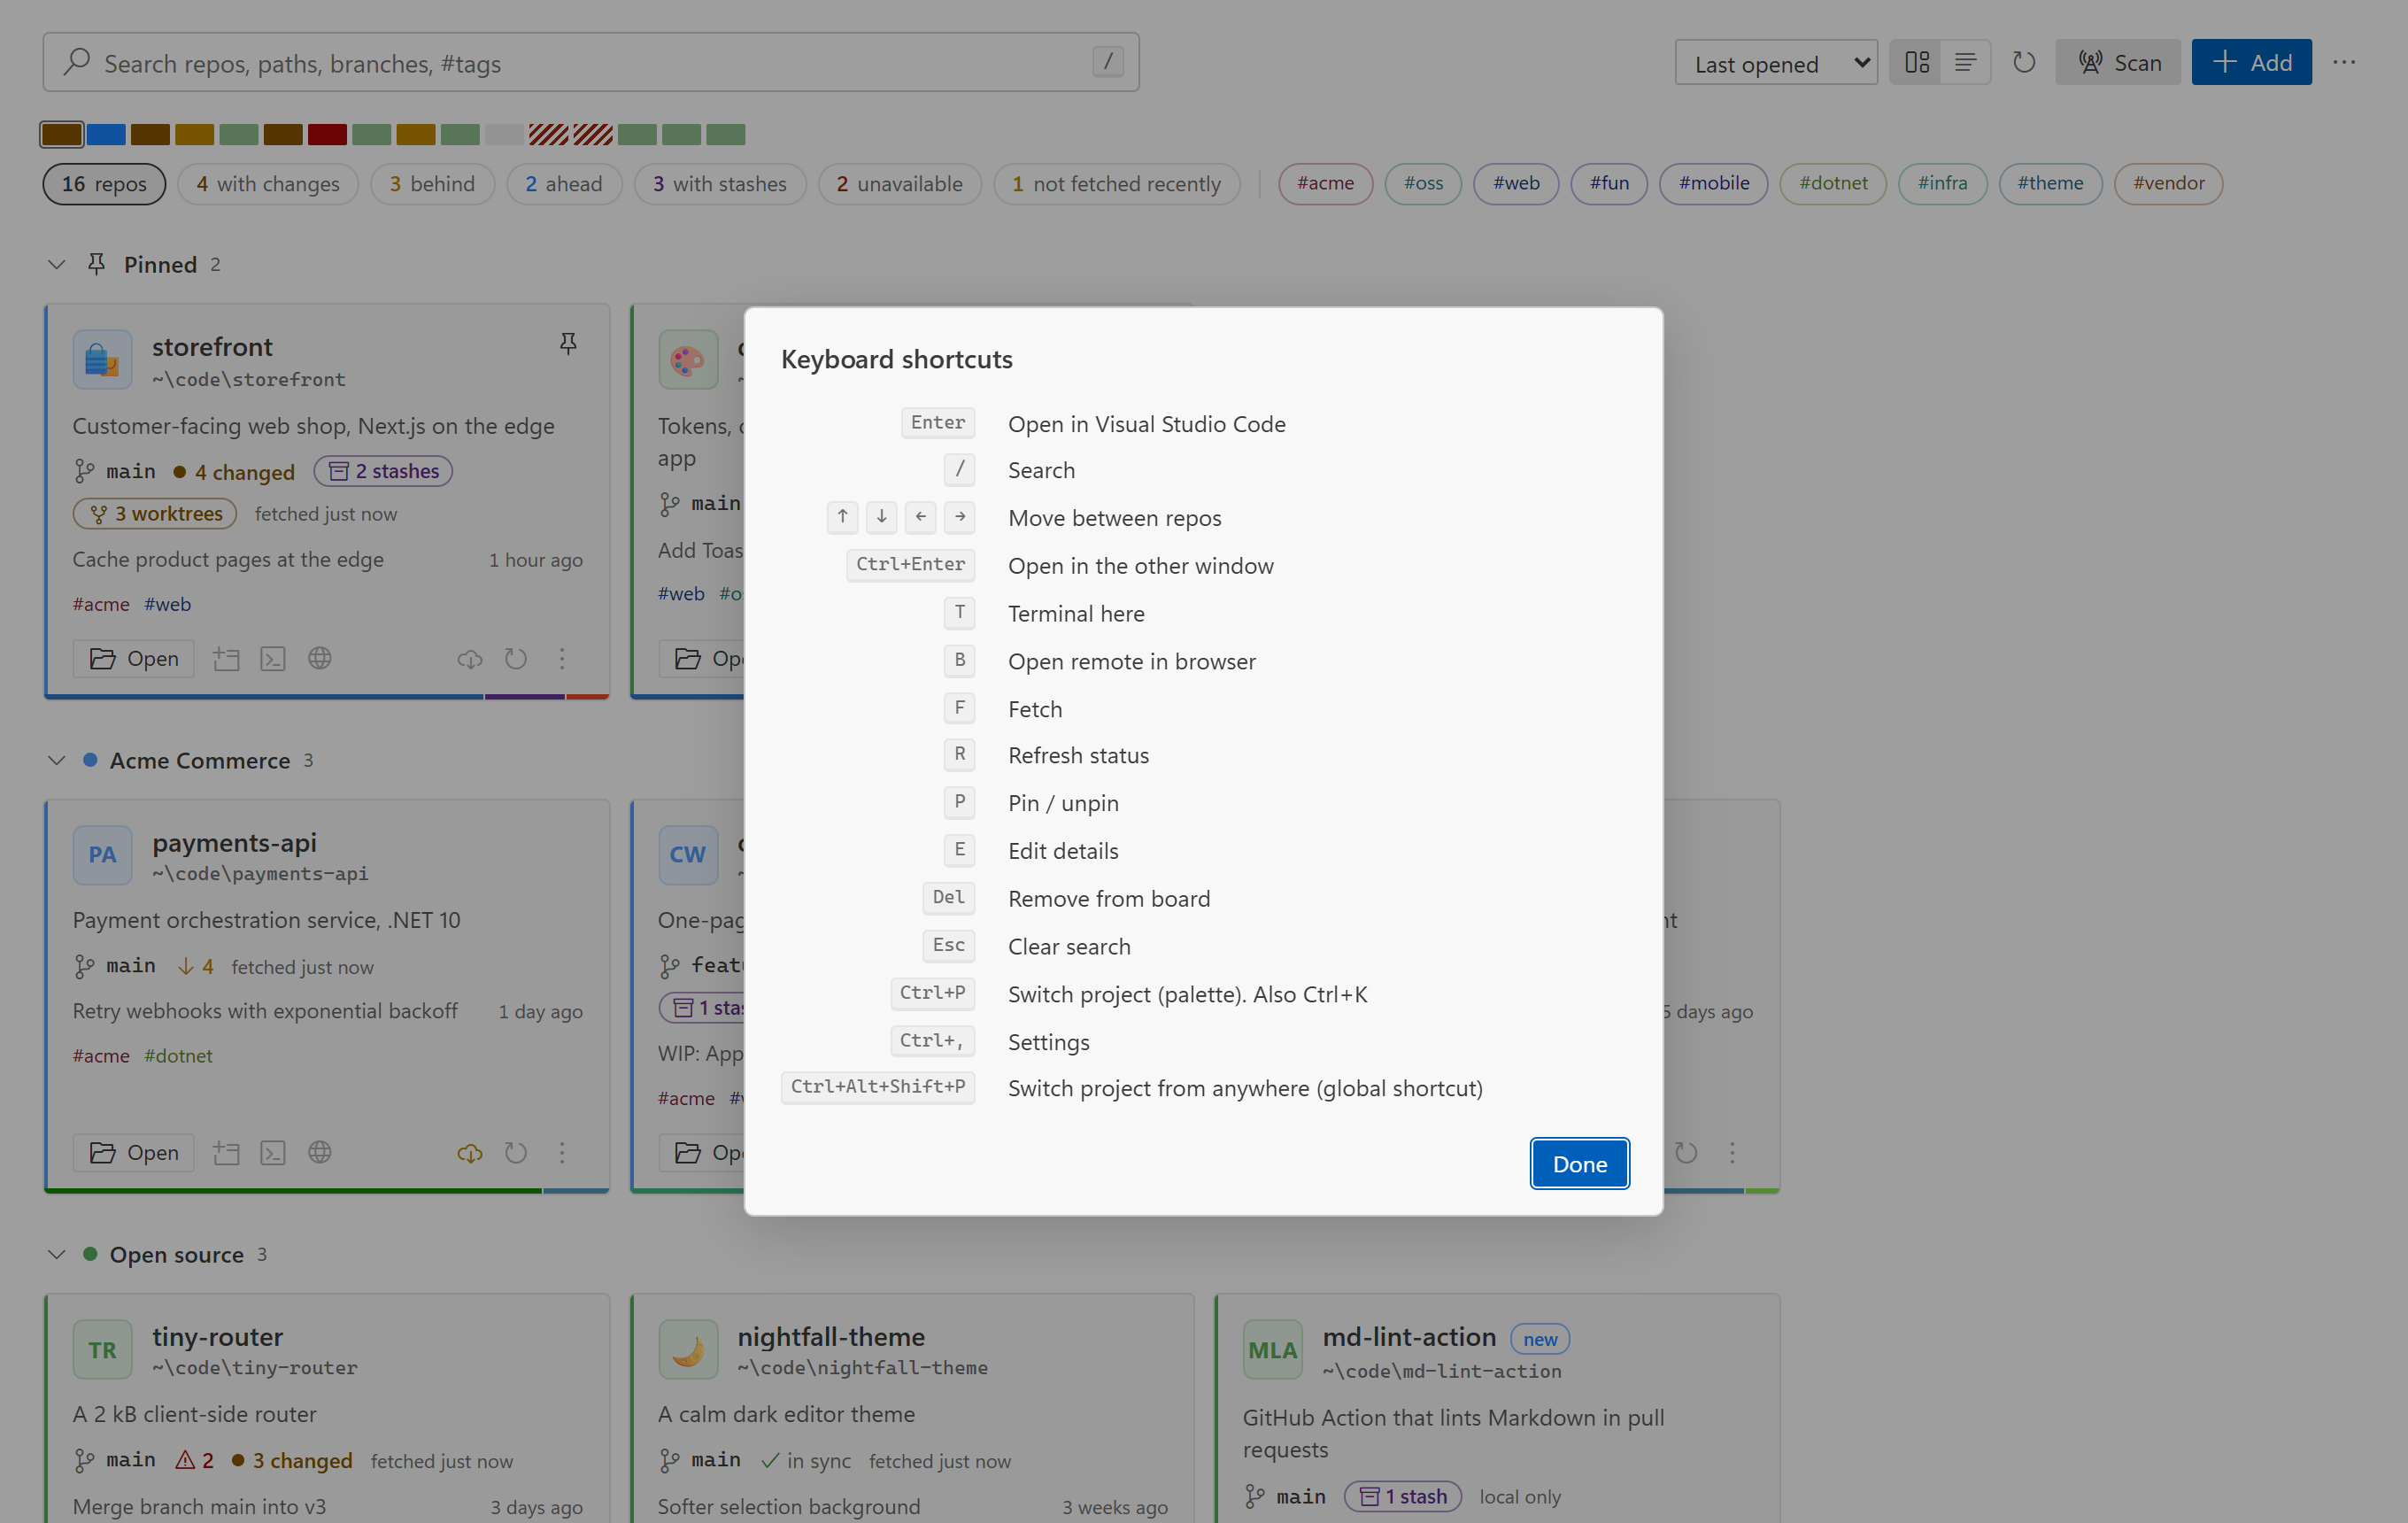 Search repos, paths, branches, #tags /
Last opened
Scan
Add
16 repos
4 with changes
3 behind
2 ahead
3 with stashes
2 unavailable
1 not fetched recently
#acme
#oss
#web
#fun
#mobile
#dotnet
#infra
#theme
#vendor
Pinned 2
storefront
~\code\storefront
Customer-facing web shop, Next.js on the edge
main 4 changed 2 stashes
3 worktrees fetched just now
Cache product pages at the edge 1 hour ago
#acme #web
Open
Tokens,
app
main
Add Toas
#web
Keyboard shortcuts
Enter Open in Visual Studio Code
/ Search
↑ ↓ ← → Move between repos
Ctrl+Enter Open in the other window
T Terminal here
B Open remote in browser
F Fetch
R Refresh status
P Pin / unpin
E Edit details
Del Remove from board
Esc Clear search
Ctrl+P Switch project (palette). Also Ctrl+K
Ctrl+, Settings
Ctrl+Alt+Shift+P Switch project from anywhere (global shortcut)
Done
Acme Commerce 3
PA
payments-api
~\code\payments-api
Payment orchestration service, .NET 10
main ↓ 4 fetched just now
Retry webhooks with exponential backoff 1 day ago
#acme #dotnet
Open
CW
One-pag
featu
1 stas
WIP: App
#acme
days ago
Open source 3
TR
tiny-router
~\code\tiny-router
A 2 kB client-side router
main 2 3 changed fetched just now
Merge branch main into v3 3 days ago
nightfall-theme
~\code\nightfall-theme
A calm dark editor theme
main in sync fetched just now
Softer selection background 3 weeks ago
MLA
md-lint-action new
~\code\md-lint-action
GitHub Action that lints Markdown in pull
requests
main 1 stash local only